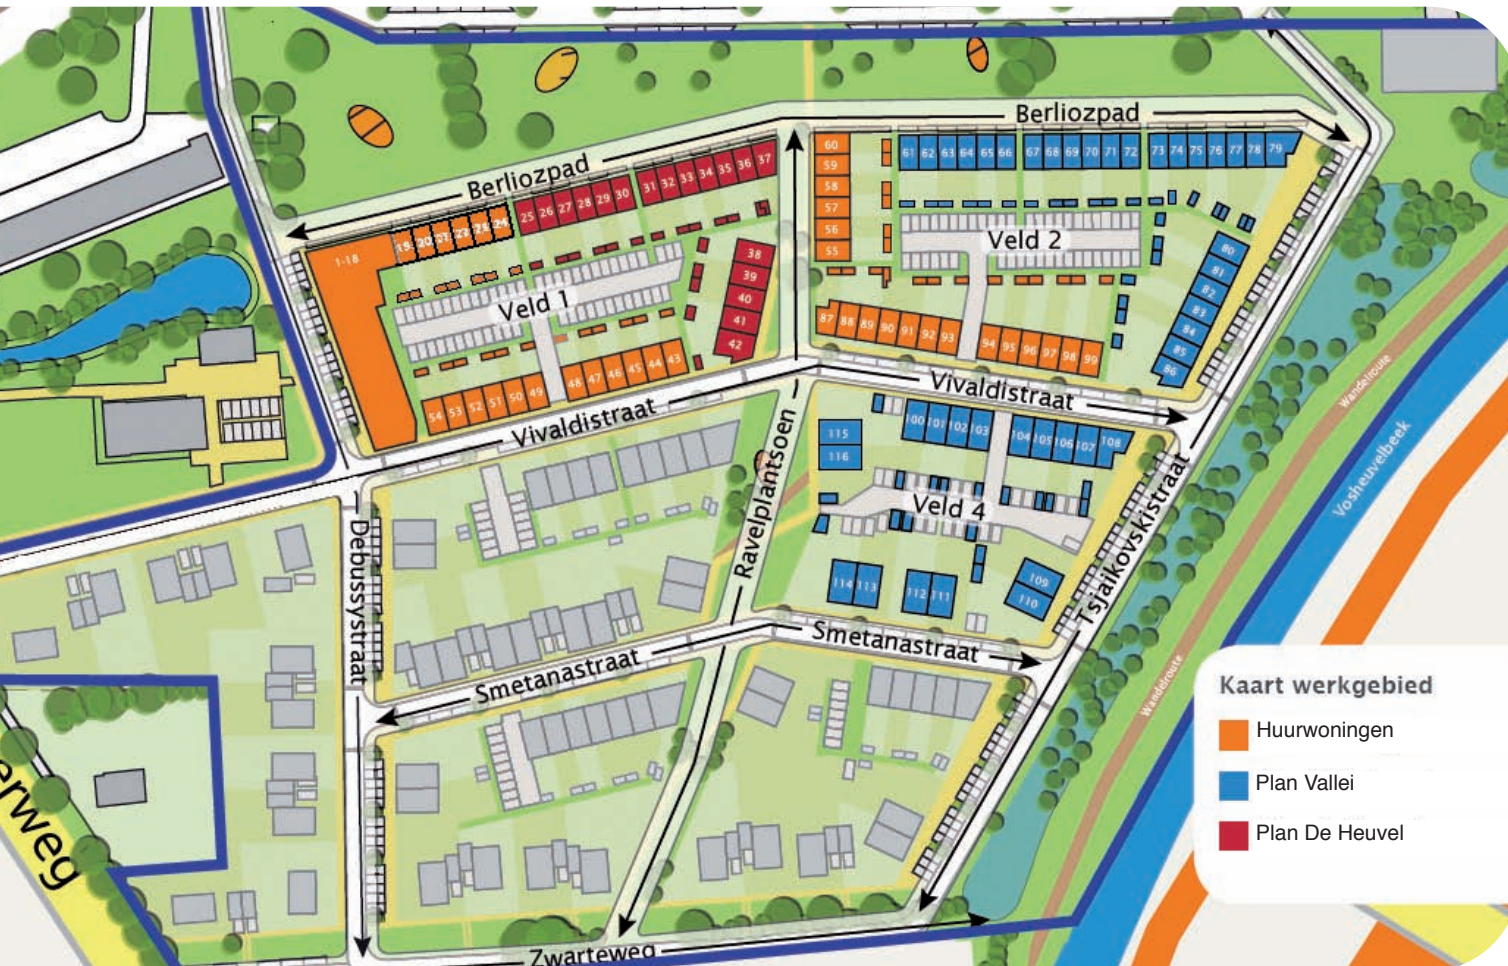 Berliozpad
Berliozpad
60
59
58
57
56
55
61 62 63 64 65 66
67 68 69 70 71 72
73 74 75 76 77 78 79
1-18
19 20 21 22 23 24
25 26 27 28 29 30
31 32 33 34 35 36 37
Veld 1
Veld 2
38
39
40
41
42
80
81
82
83
84
85
86
87 88 89 90 91 92 93
94 95 96 97 98 99
54 53 52 51 50 49
48 47 46 45 44 43
Vivaldistraat
Vivaldistraat
100 101 102 103
104 105 106 107 108
115
116
Veld 4
114 113
112 111
109
110
Debussystraat
Ravelplantsoen
Tsjaikovskistraat
Smetanastraat
Smetanastraat
Wandelroute
Vosheuvelbeek
Wandelroute
erweg
Zwarteweg
Kaart werkgebied
Huurwoningen
Plan Vallei
Plan De Heuvel